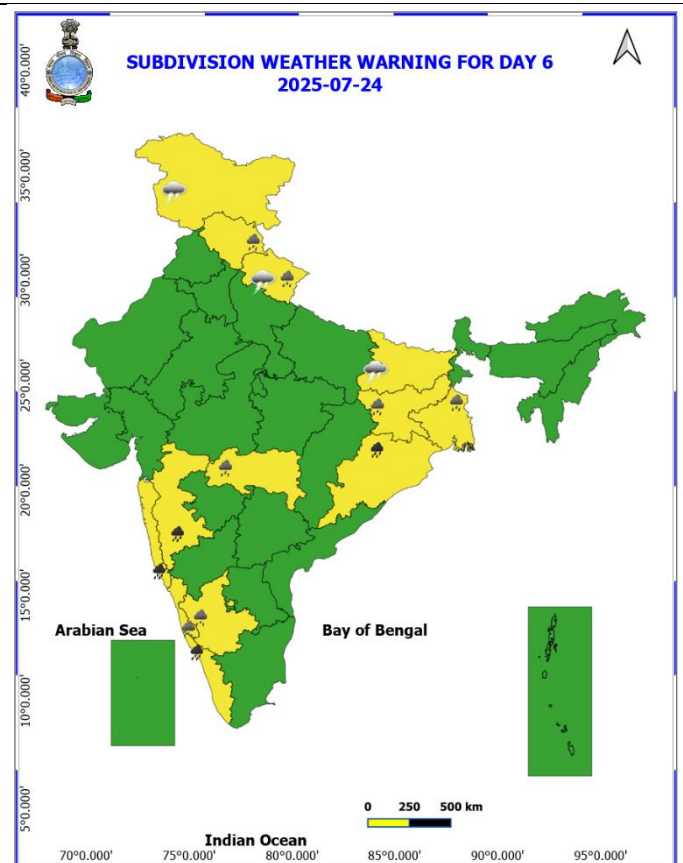 SUBDIVISION WEATHER WARNING FOR DAY 6
2025-07-24
40°0.000'
35°0.000'
30°0.000'
25°0.000'
20°0.000'
15°0.000'
10°0.000'
5°0.000'
Arabian Sea
Bay of Bengal
0 250 500 km
Indian Ocean
70°0.000' 75°0.000' 80°0.000' 85°0.000' 90°0.000' 95°0.000'